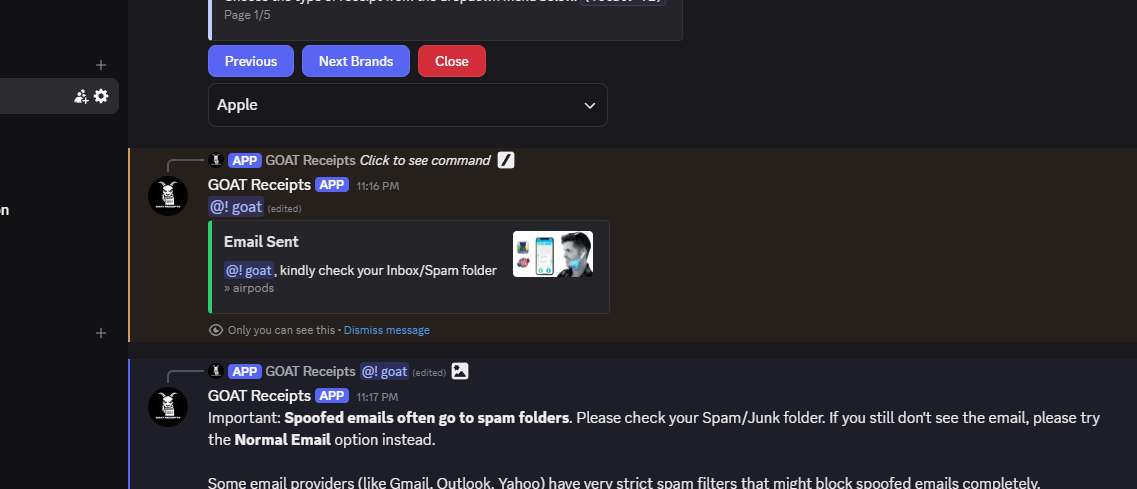 Page 1/5
Previous Next Brands Close
Apple
APP GOAT Receipts Click to see command
GOAT Receipts APP 11:16 PM
@! goat (edited)
Email Sent
@! goat, kindly check your Inbox/Spam folder
» airpods
Only you can see this • Dismiss message
on
APP GOAT Receipts @! goat (edited)
GOAT Receipts APP 11:17 PM
Important: Spoofed emails often go to spam folders. Please check your Spam/Junk folder. If you still don't see the email, please try
the Normal Email option instead.
Some email providers (like Gmail, Outlook, Yahoo) have very strict spam filters that might block spoofed emails completely.